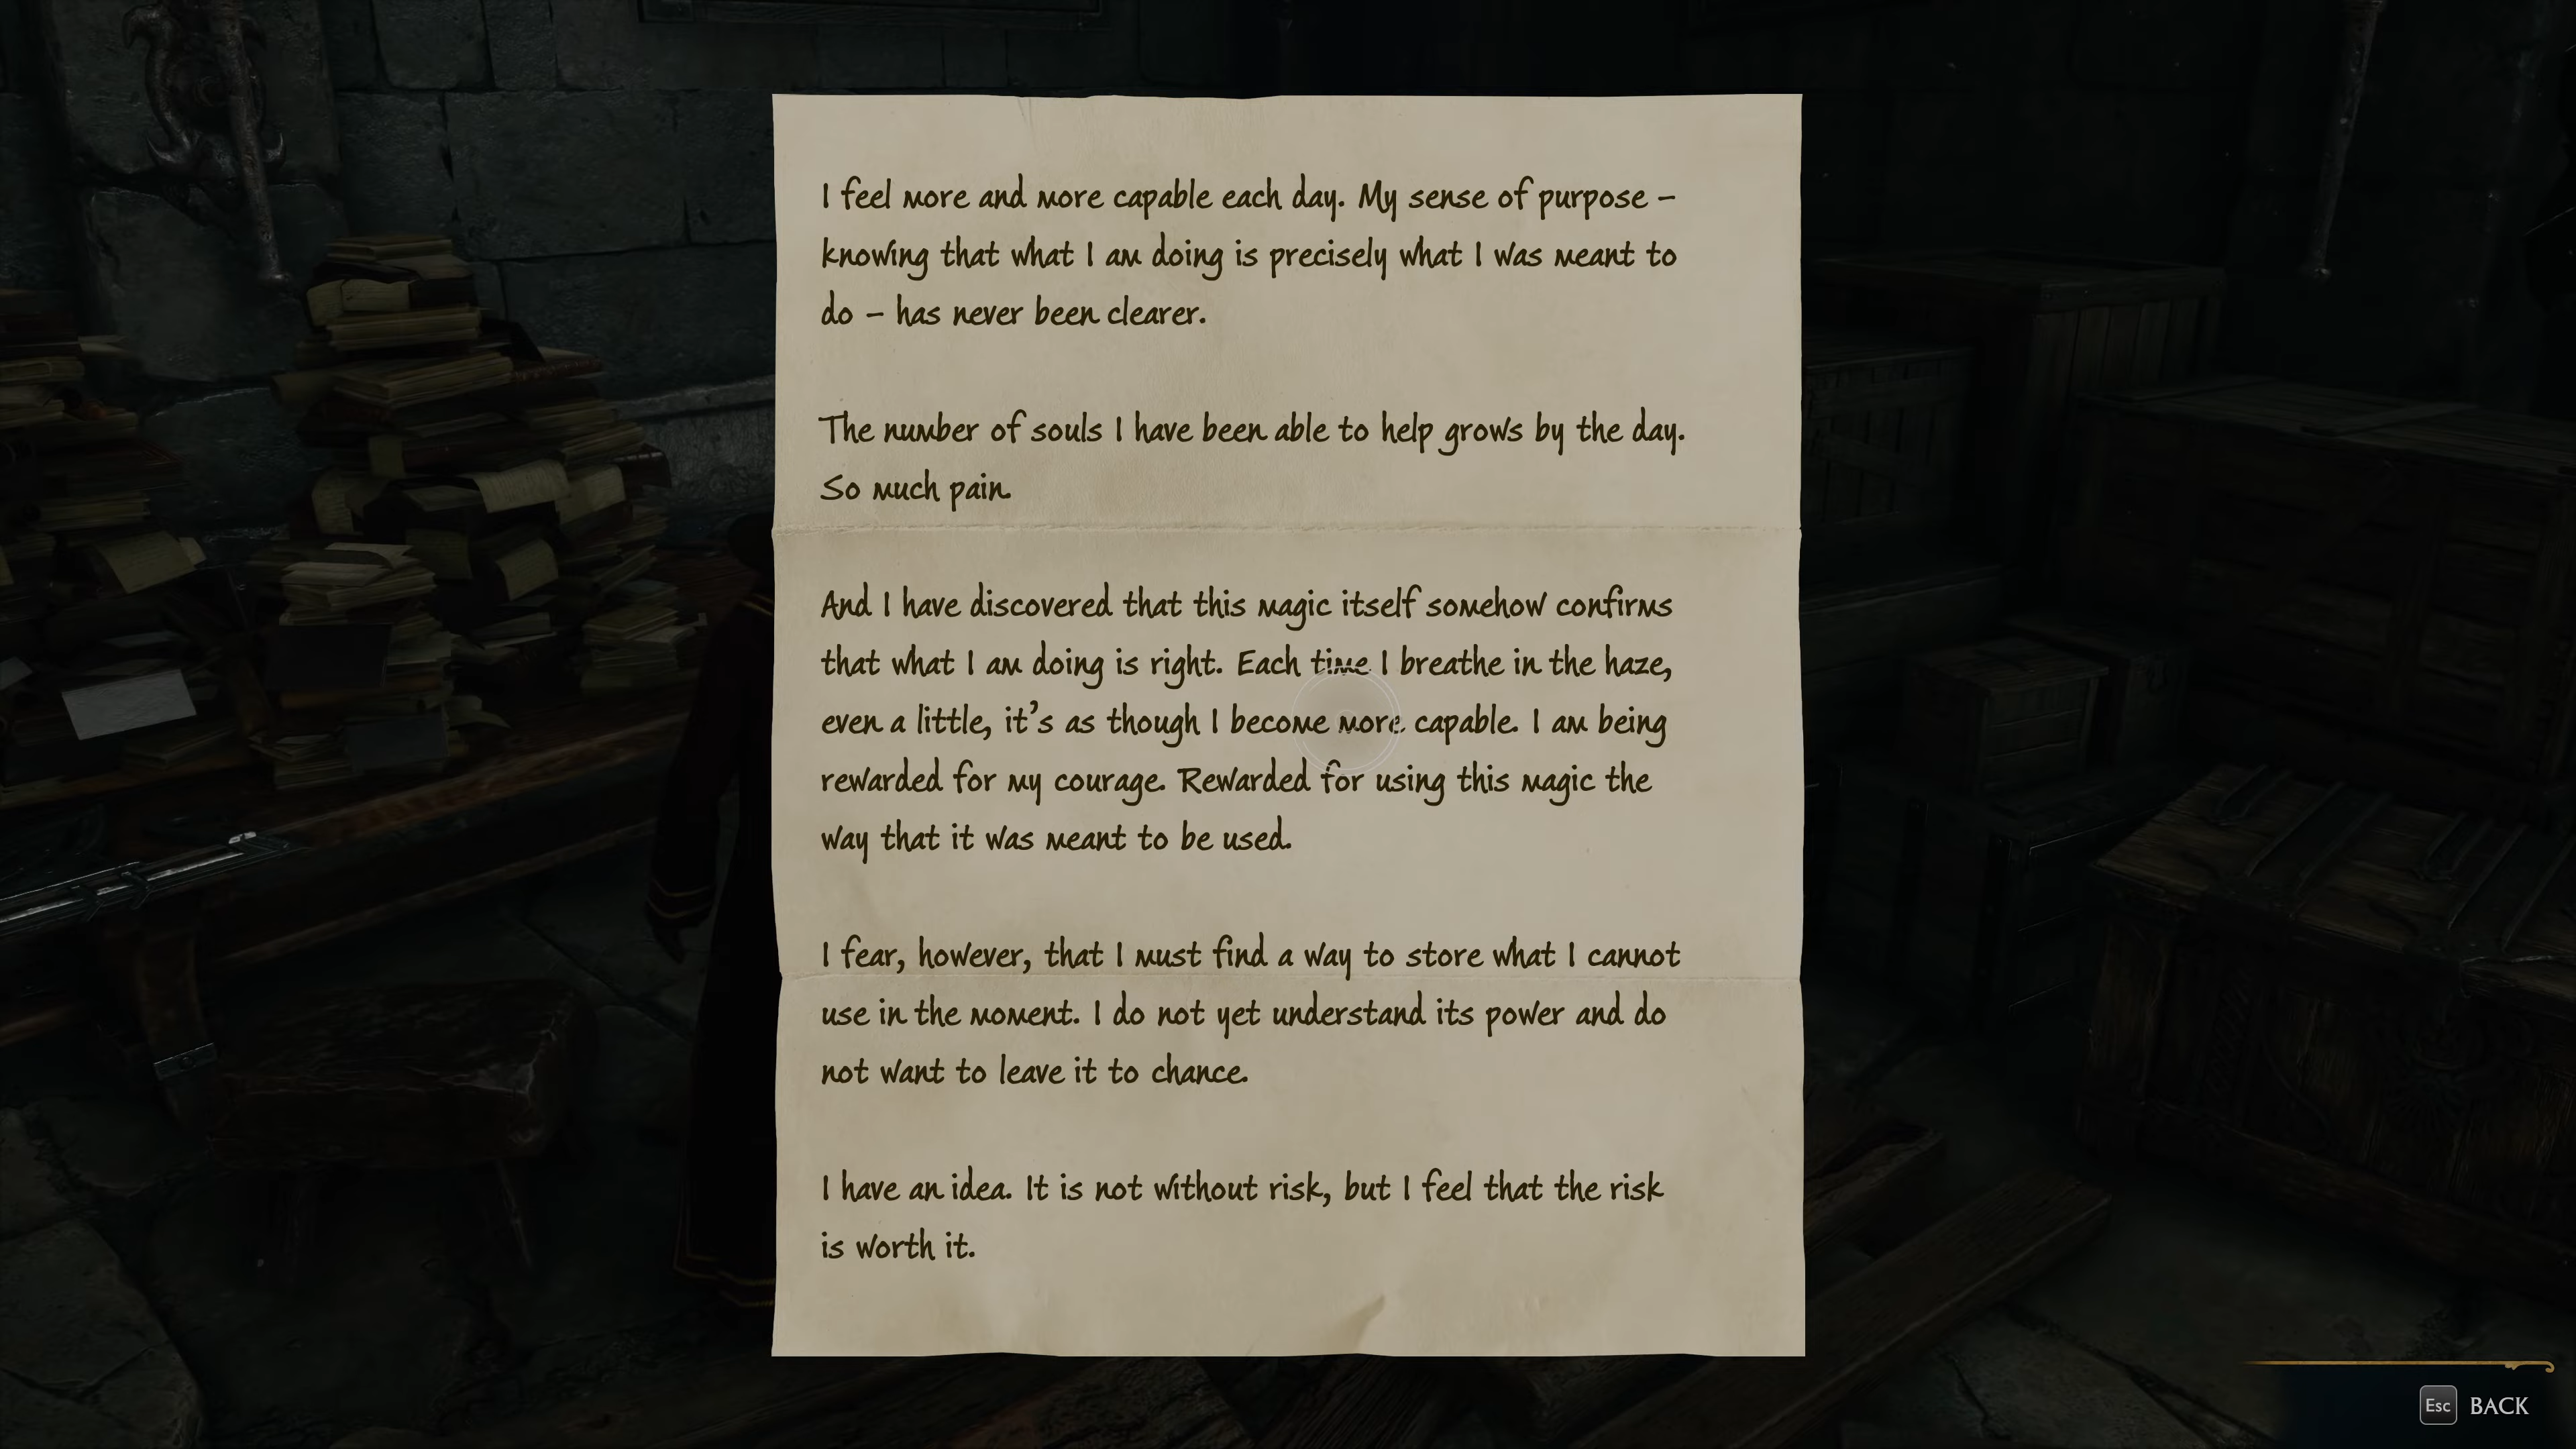 I feel more and more capable each day. My sense of purpose –
knowing that what I am doing is precisely what I was meant to
do – has never been clearer.
The number of souls I have been able to help grows by the day.
So much pain.
And I have discovered that this magic itself somehow confirms
that what I am doing is right. Each time I breathe in the haze,
even a little, it's as though I become more capable. I am being
rewarded for my courage. Rewarded for using this magic the
way that it was meant to be used.
I fear, however, that I must find a way to store what I cannot
use in the moment. I do not yet understand its power and do
not want to leave it to chance.
I have an idea. It is not without risk, but I feel that the risk
is worth it.
Esc BACK